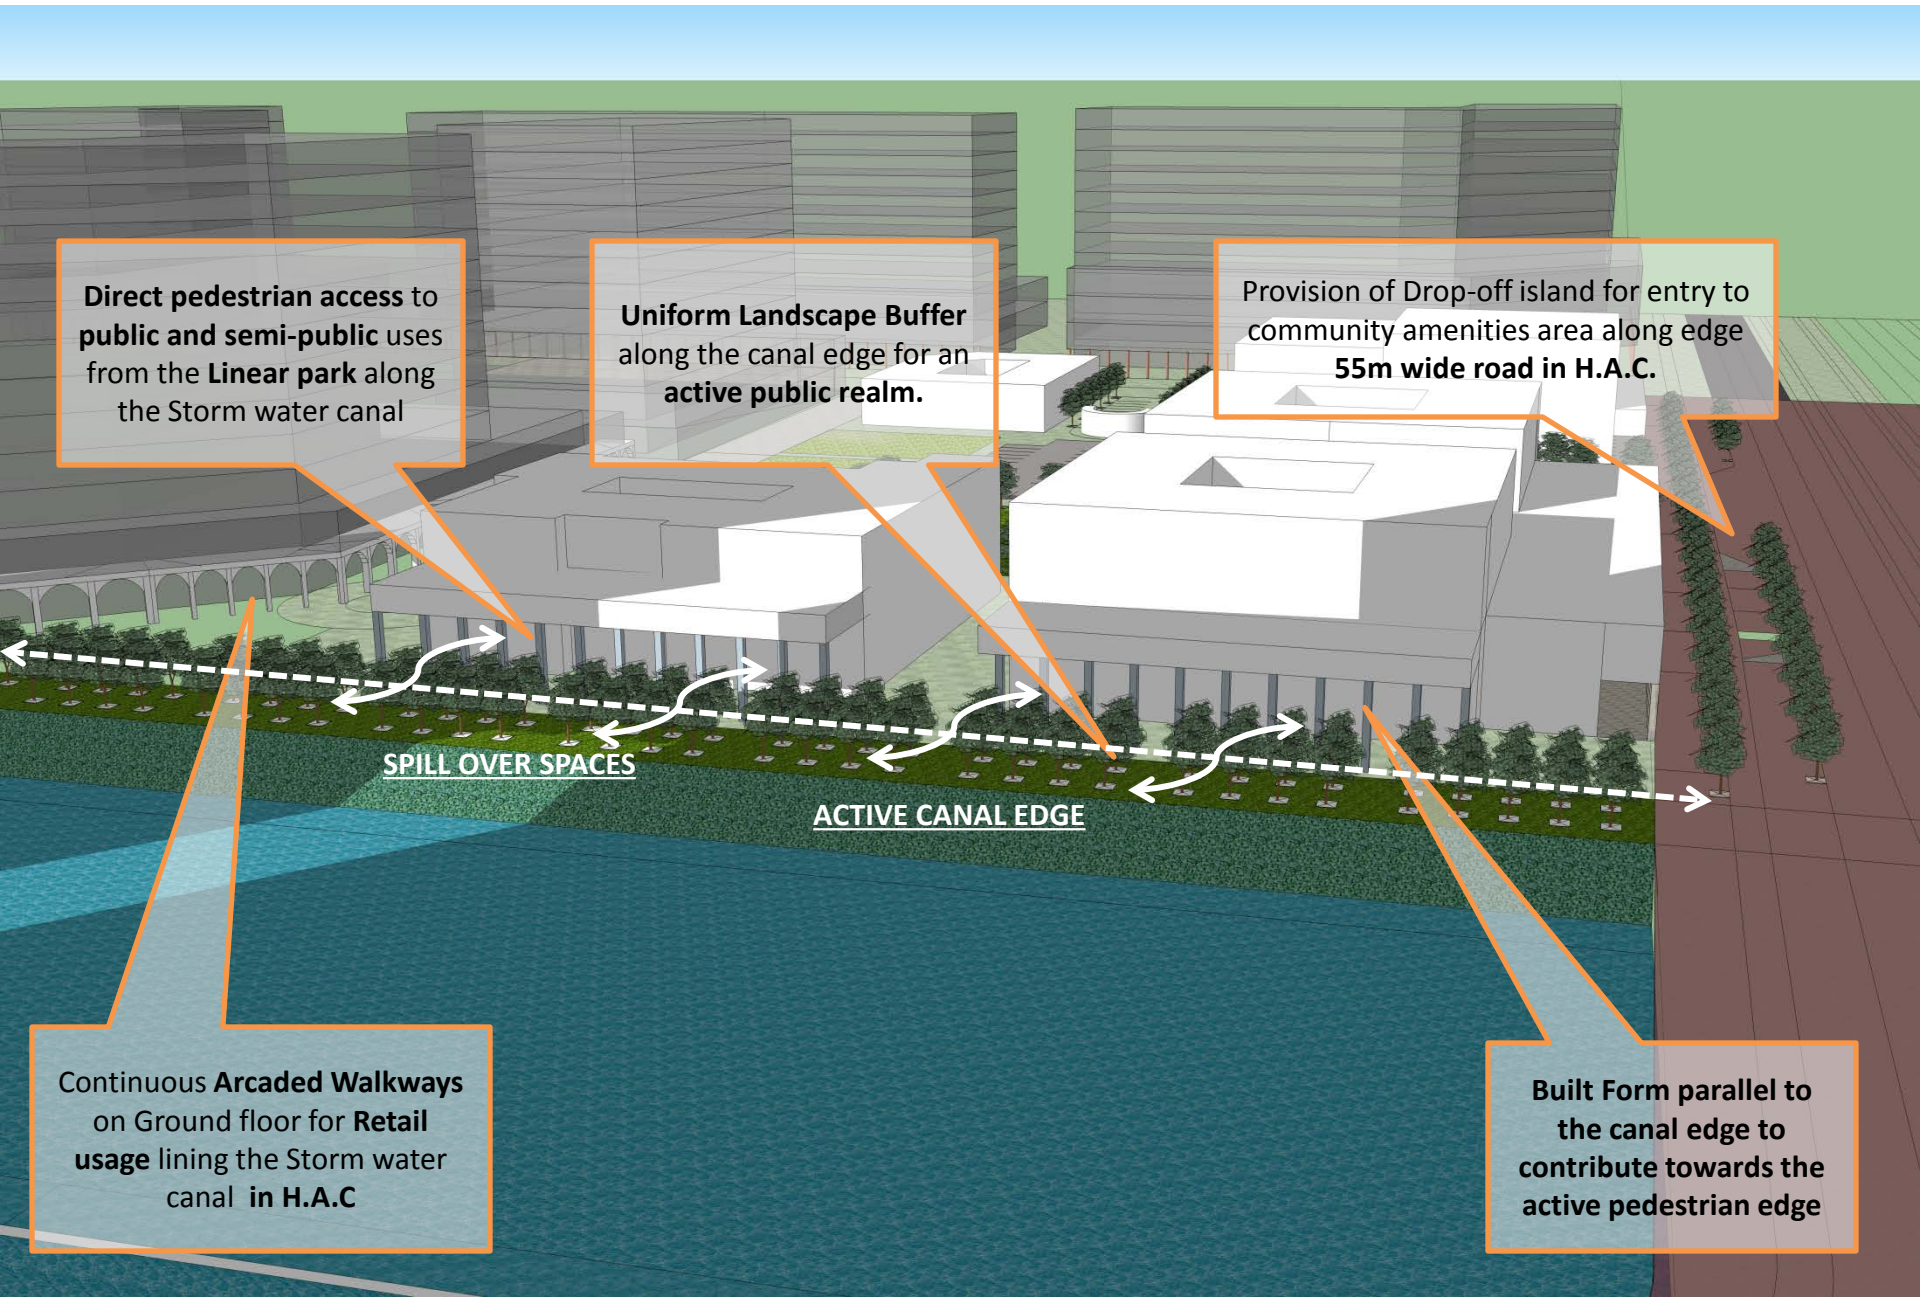 Direct pedestrian access to
public and semi-public uses
from the Linear park along
the Storm water canal
Uniform Landscape Buffer
along the canal edge for an
active public realm.
Provision of Drop-off island for entry to
community amenities area along edge
55m wide road in H.A.C.
SPILL OVER SPACES
ACTIVE CANAL EDGE
Continuous Arcaded Walkways
on Ground floor for Retail
usage lining the Storm water
canal in H.A.C
Built Form parallel to
the canal edge to
contribute towards the
active pedestrian edge